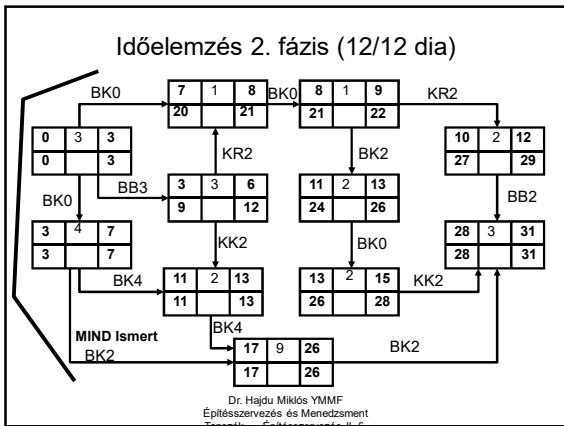 Időelemzés 2. fázis (12/12 dia)
BK0
7 1 8
20 21
BK0
8 1 9
21 22
KR2
0 3 3
0 3
KR2
BK2
10 2 12
27 29
BK0
BB3
3 3 6
9 12
11 2 13
24 26
BB2
3 4 7
3 7
KK2
BK0
28 3 31
28 31
BK4
11 2 13
11 13
13 2 15
26 28
KK2
MIND Ismert
BK2
BK4
17 9 26
17 26
BK2
Dr. Hajdu Miklós YMMF
Építésszervezés és Menedzsment